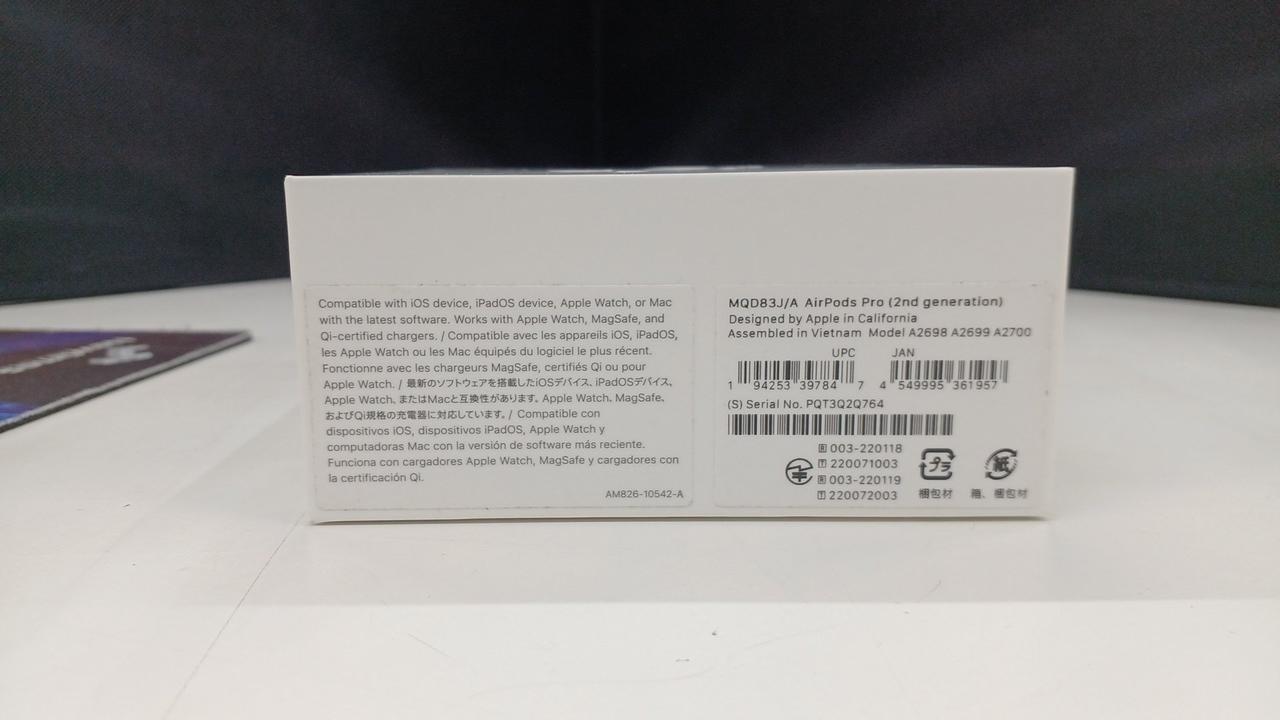 Compatible with iOS device, iPadOS device, Apple Watch, or Mac
with the latest software. Works with Apple Watch, MagSafe, and
Qi-certified chargers. / Compatible avec les appareils iOS, iPadOS,
les Apple Watch ou les Mac équipés du logiciel le plus récent.
Fonctionne avec les chargeurs MagSafe, certifiés Qi ou pour
Apple Watch. / 最新のソフトウェアを搭載したiOSデバイス、iPadOSデバイス、
Apple Watch、またはMacと互換性があります。Apple Watch、MagSafe、
およびQi規格の充電器に対応しています。/ Compatible con
dispositivos iOS, dispositivos iPadOS, Apple Watch y
computadoras Mac con la versión de software más reciente.
Funciona con cargadores Apple Watch, MagSafe y cargadores con
la certificación Qi.
AM826-10542-A
MQD83J/A AirPods Pro (2nd generation)
Designed by Apple in California
Assembled in Vietnam Model A2698 A2699 A2700
UPC JAN
1 94253 39784 7 4 549995 361957
(S) Serial No. PQT3Q2Q764
R 003-220118
T 220071003
R 003-220119
T 220072003
プラ
梱包材
紙
箱、梱包材